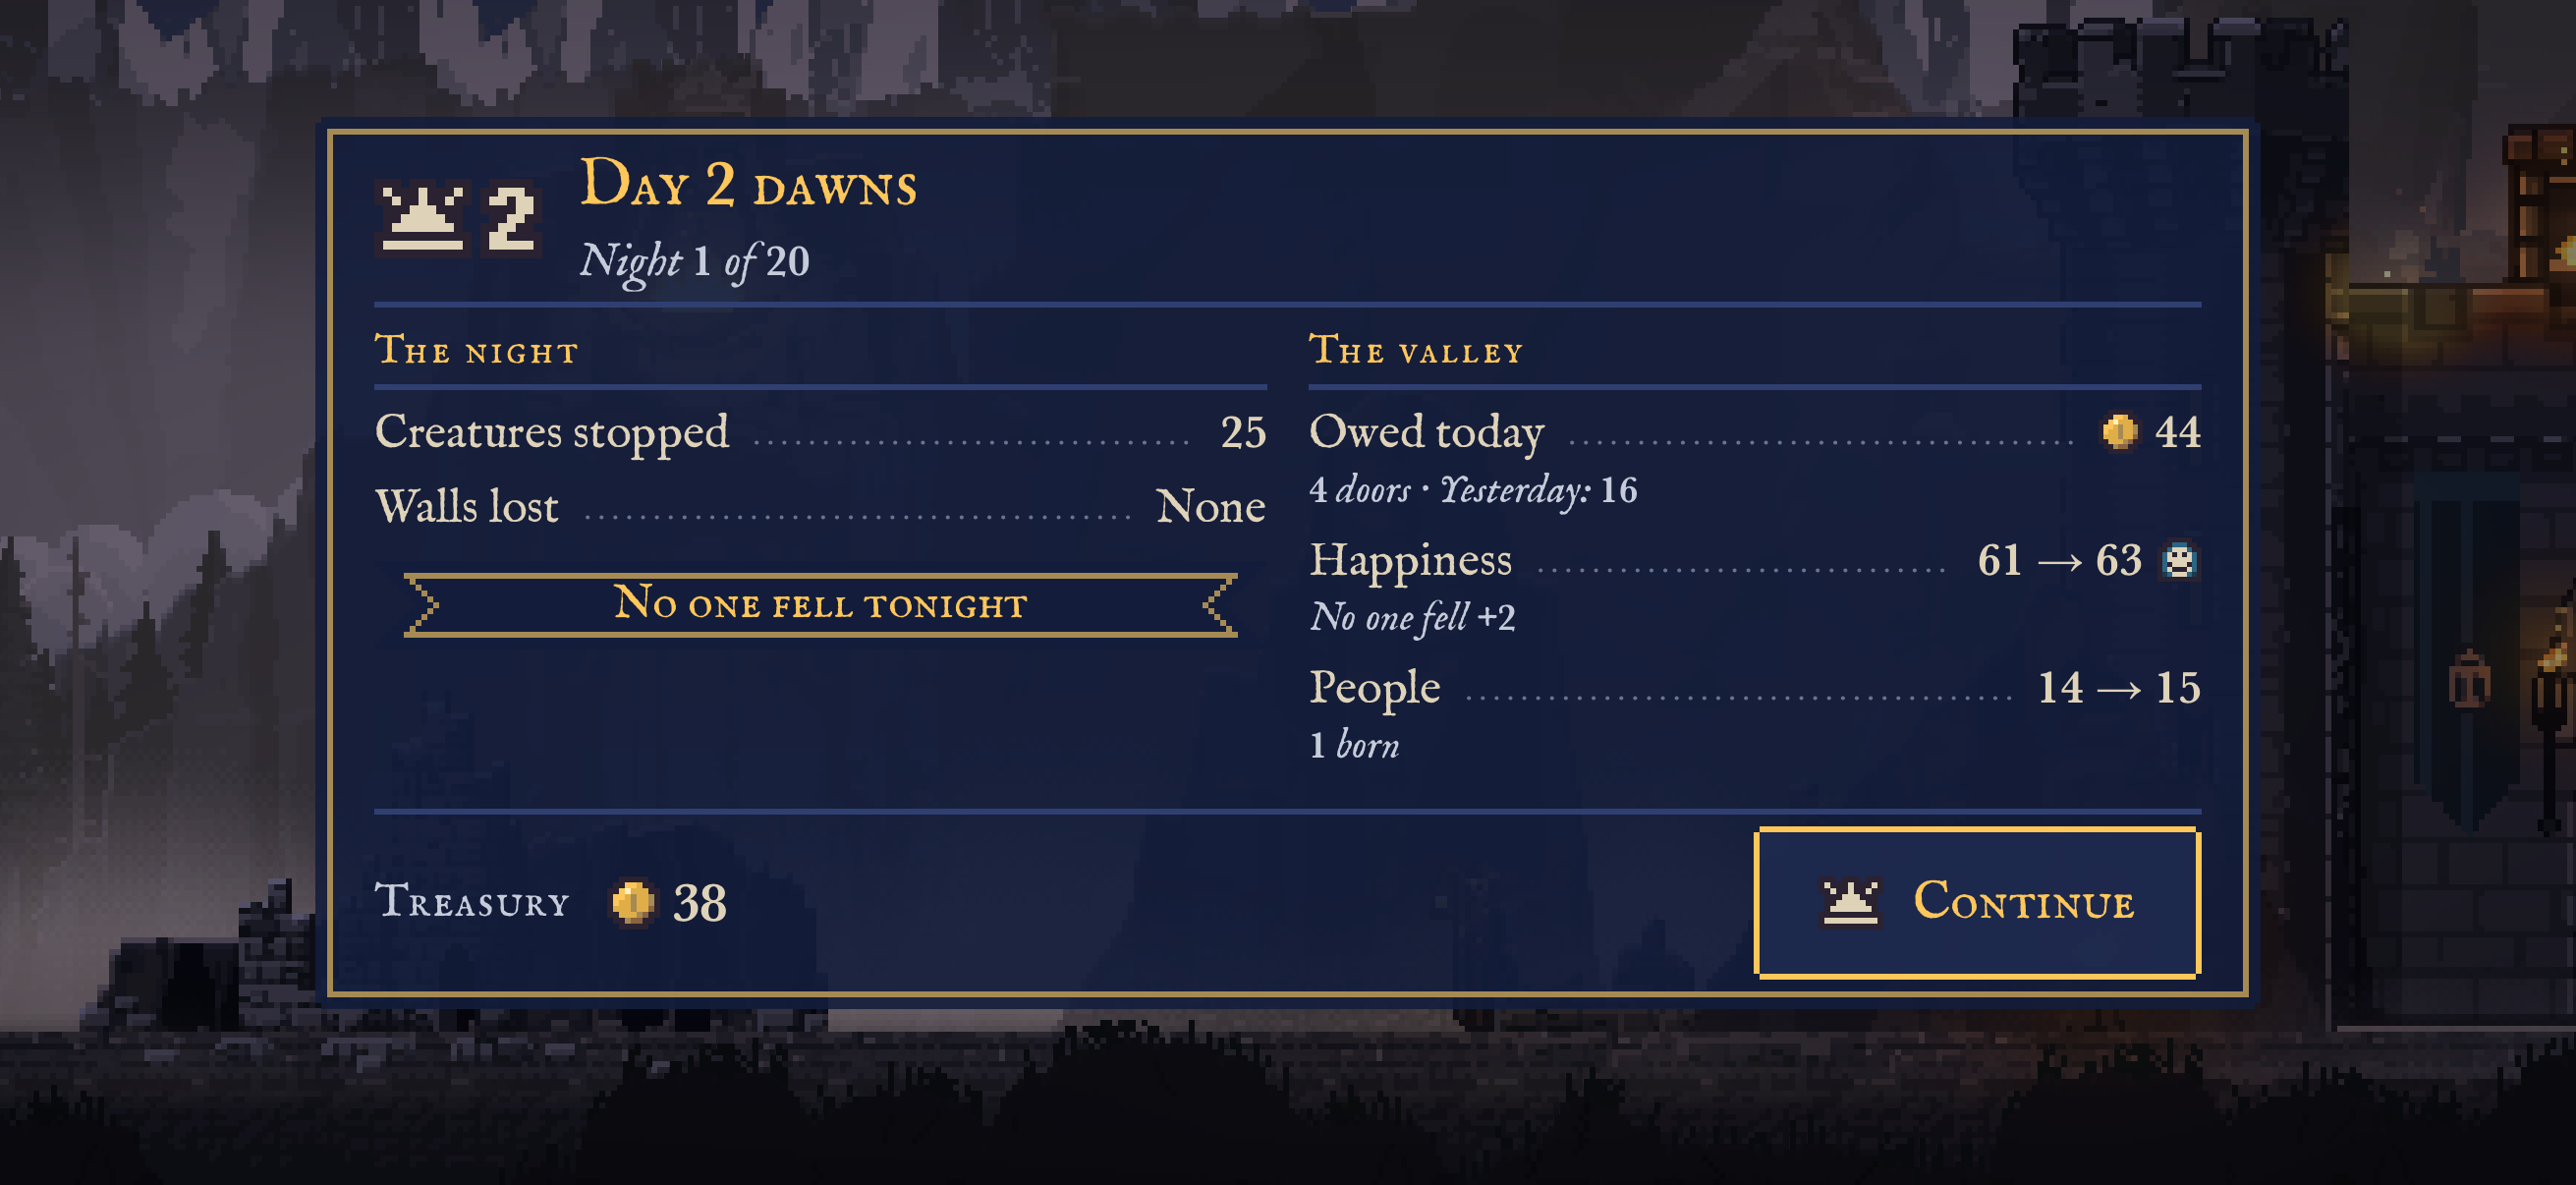 2
Day 2 dawns
Night 1 of 20
The night
Creatures stopped 25
Walls lost None
No one fell tonight
The valley
Owed today 44
4 doors · Yesterday: 16
Happiness 61 → 63
No one fell +2
People 14 → 15
1 born
Treasury 38
Continue